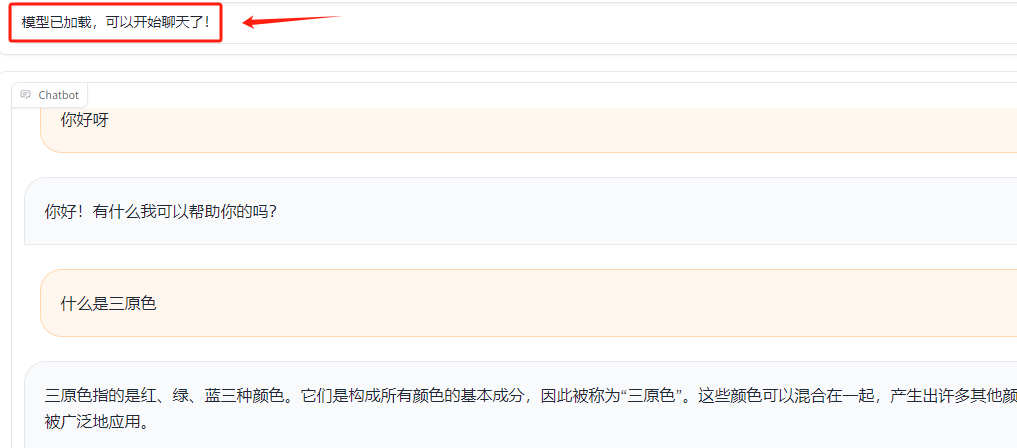 模型已加载，可以开始聊天了！
Chatbot
你好呀
你好！有什么我可以帮助你的吗？
什么是三原色
三原色指的是红、绿、蓝三种颜色。它们是构成所有颜色的基本成分，因此被称为“三原色”。这些颜色可以混合在一起，产生出许多其他颜
被广泛地应用。